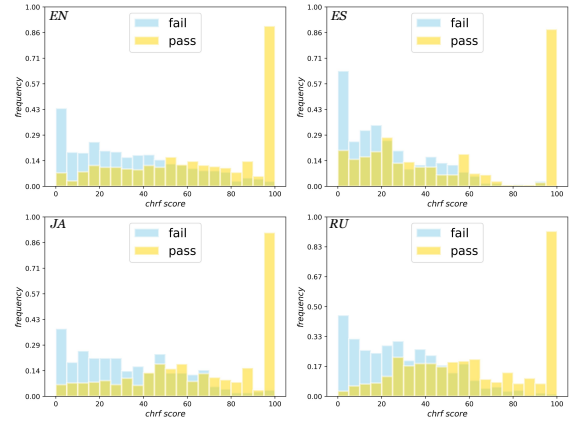 EN
fail
pass
1.00
0.86
0.71
0.57
0.43
0.29
0.14
0.00
frequency
0 20 40 60 80 100
chrf score
ES
fail
pass
1.00
0.86
0.71
0.57
0.43
0.29
0.14
0.00
frequency
0 20 40 60 80 100
chrf score
JA
fail
pass
1.00
0.86
0.71
0.57
0.43
0.29
0.14
0.00
frequency
0 20 40 60 80 100
chrf score
RU
fail
pass
1.00
0.83
0.67
0.50
0.33
0.17
0.00
frequency
0 20 40 60 80 100
chrf score